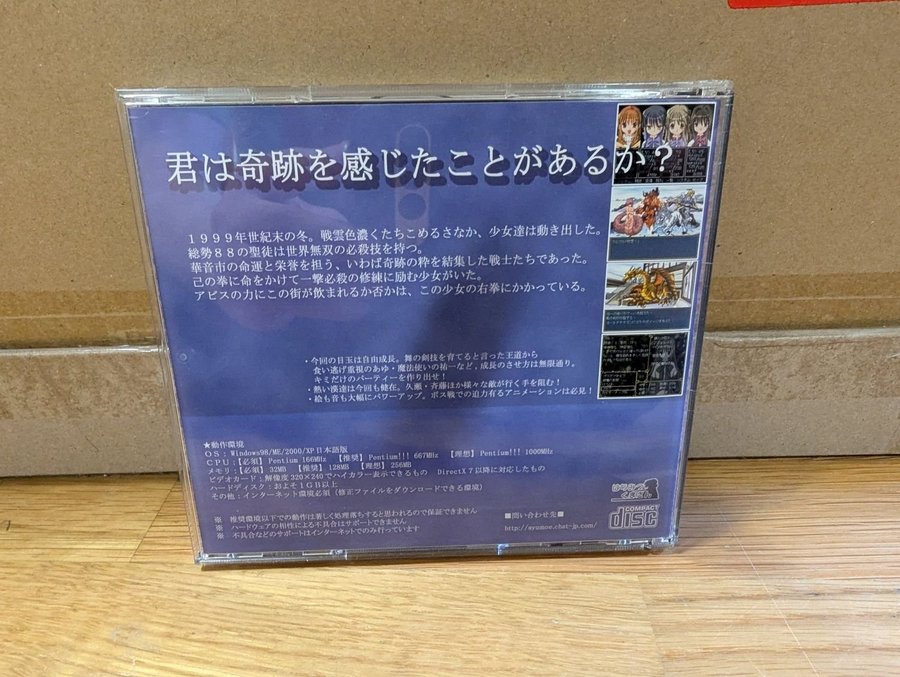 君は奇跡を感じたことがあるか？
１９９９年世紀末の冬。戦雲色濃くたちこめるさなか、少女達は動き出した。
総勢８８の聖徒は世界無双の必殺技を持つ。
華音市の命運と栄誉を担う、いわば奇跡の粋を結集した戦士たちであった。
己の拳に命をかけて一撃必殺の修練に励む少女がいた。
アビスの力にこの街が飲まれるか否かは、この少女の右拳にかかっている。
・今回の目玉は自由成長。舞の剣技を育てると言った王道から
食い逃げ重視のあゆ・魔法使いの祐一など、成長のさせ方は無限通り。
キミだけのパーティーを作り出せ！
・熱い漢達は今回も健在。久瀬・斉藤ほか様々な敵が行く手を阻む！
・絵も音も大幅にパワーアップ。ボス戦での迫力有るアニメーションは必見！
★動作環境
ＯＳ：Windows98/ME/2000/XP日本語版
ＣＰＵ：【必須】Pentium 166MHz 【推奨】Pentium!!! 667MHz 【理想】Pentium!!! 1000MHz
メモリ：【必須】32MB 【推奨】128MB 【理想】256MB
ビデオカード：解像度320×240でハイカラー表示できるもの DirectX７以降に対応したもの
ハードディスク：およそ１ＧＢ以上
その他：インターネット環境必須（修正ファイルをダウンロードできる環境）
※ 推奨環境以下での動作は著しく処理落ちすると思われるので保証できません
※ ハードウェアの相性による不具合はサポートできません
※ 不具合などのサポートはインターネットでのみ行っています
■問い合わせ先■
http://ayumoe.chat-jp.com/
はちみつ
くまさん
COMPACT
disc